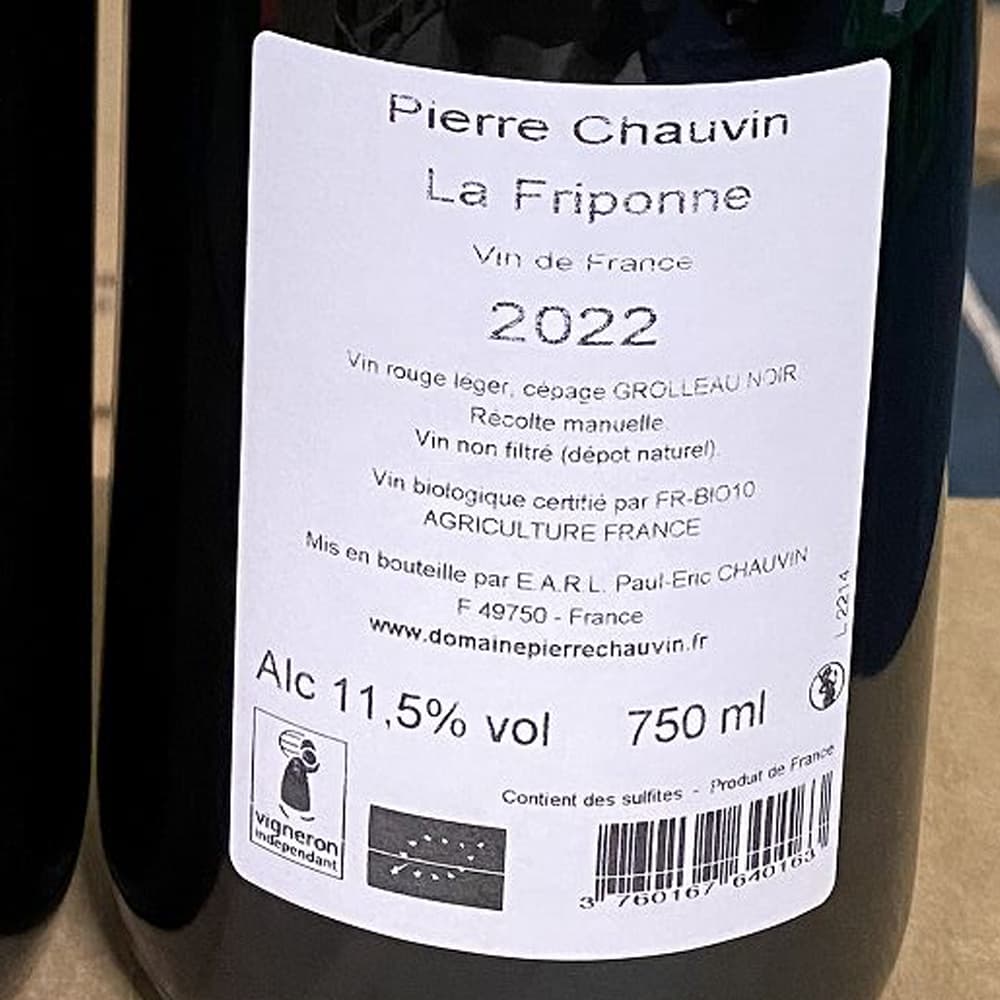 Pierre Chauvin
La Friponne
Vin de France
2022
Vin rouge léger, cépage GROLLEAU NOIR
Récolte manuelle.
Vin non filtré (dépot naturel).
Vin biologique certifié par FR-BIO10
AGRICULTURE FRANCE
Mis en bouteille par E.A.R.L. Paul-Eric CHAUVIN
F 49750 - France
www.domainepierrechauvin.fr
L 2214
Alc 11,5% vol 750 ml
Contient des sulfites - Produit de France
vigneron
indépendant
3 760167 640163